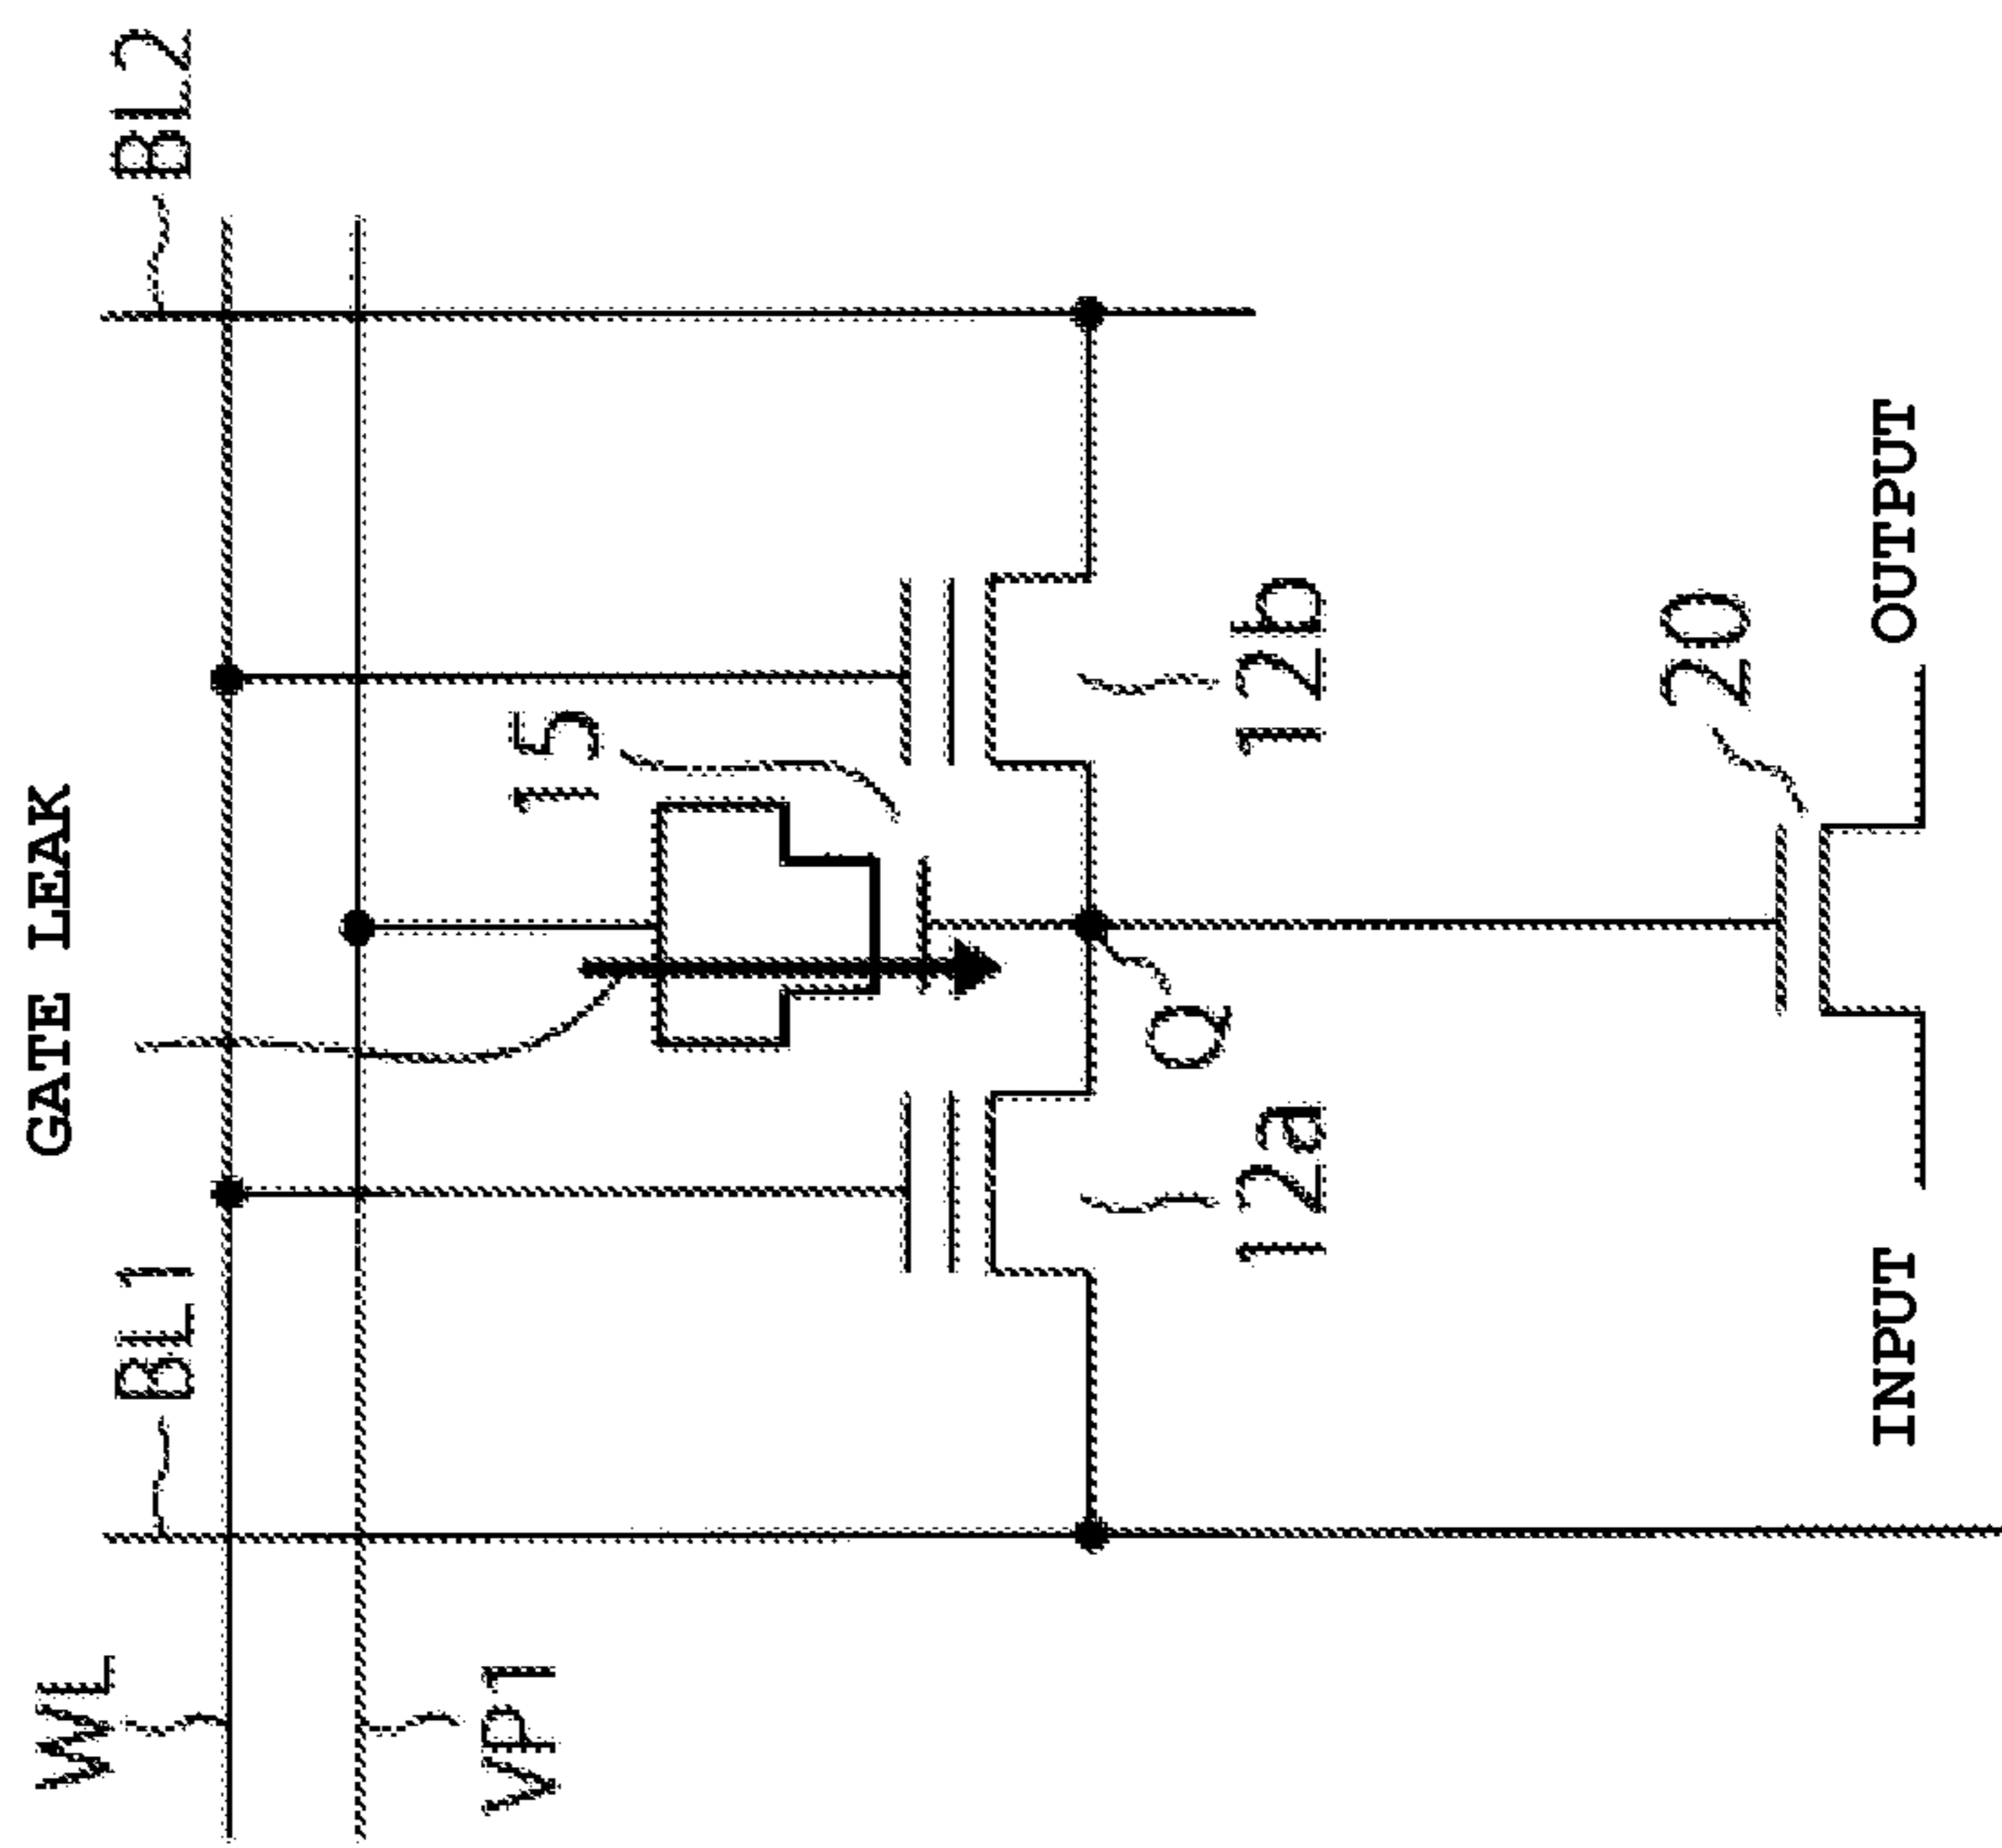 GATE LEAK
WL
BL1
BL2
VP1
15
12a
Q
12b
20
INPUT
OUTPUT